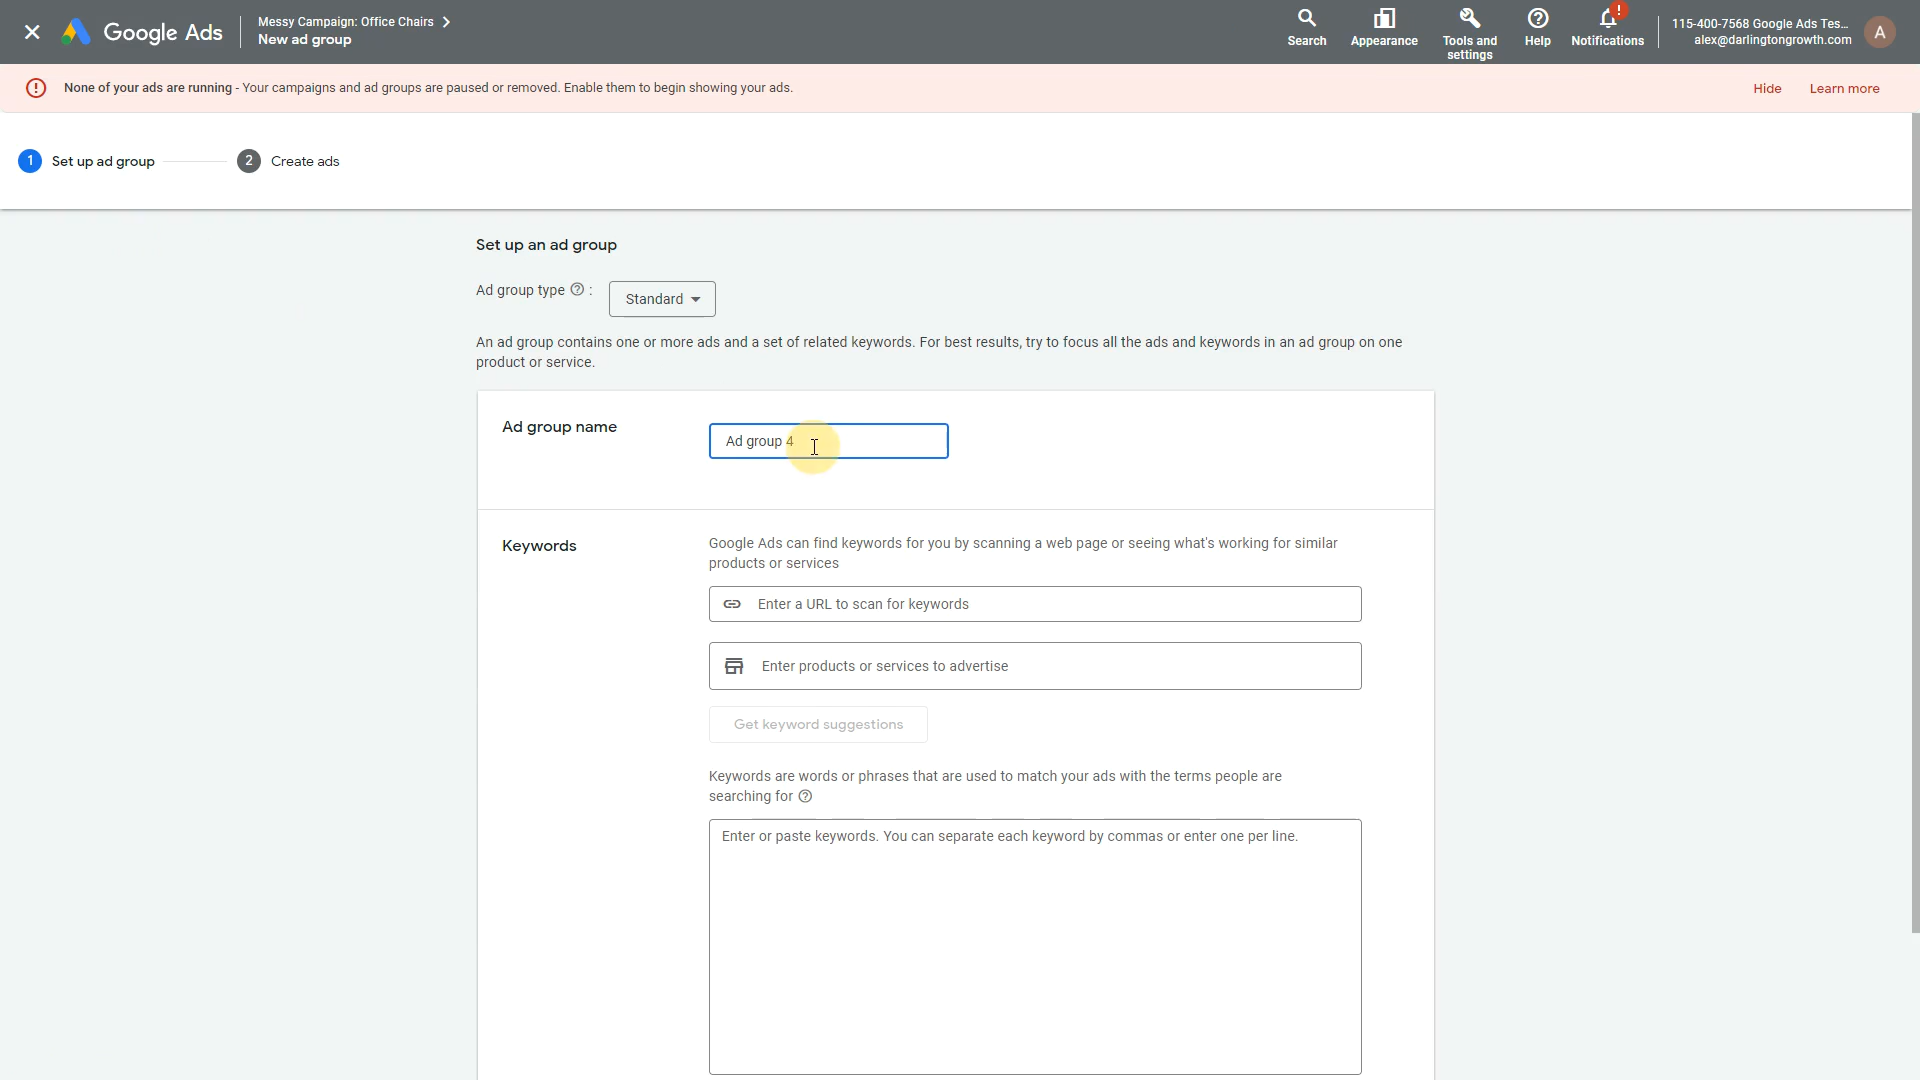 Google Ads
Messy Campaign: Office Chairs
New ad group
Search
Appearance
Tools and
settings
Help
!
Notifications
115-400-7568 Google Ads Tes...
alex@darlingtongrowth.com
A
None of your ads are running - Your campaigns and ad groups are paused or removed. Enable them to begin showing your ads.
Hide
Learn more
1 Set up ad group
2 Create ads
Set up an ad group
Ad group type ? :
Standard
An ad group contains one or more ads and a set of related keywords. For best results, try to focus all the ads and keywords in an ad group on one
product or service.
Ad group name
Ad group 4
Keywords
Google Ads can find keywords for you by scanning a web page or seeing what's working for similar
products or services
Enter a URL to scan for keywords
Enter products or services to advertise
Get keyword suggestions
Keywords are words or phrases that are used to match your ads with the terms people are
searching for ?
Enter or paste keywords. You can separate each keyword by commas or enter one per line.